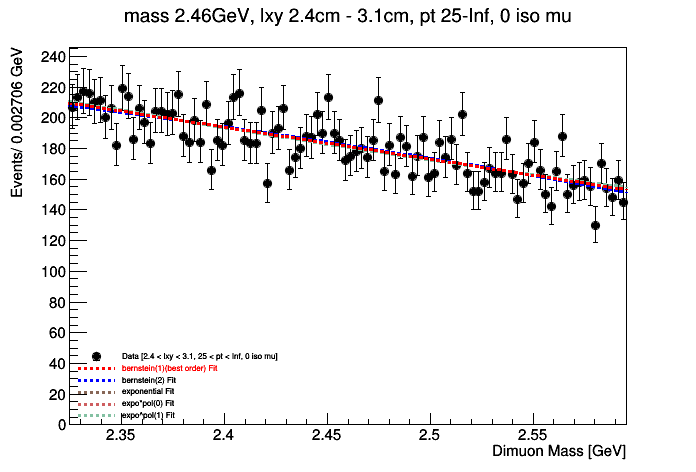 mass 2.46GeV, lxy 2.4cm - 3.1cm, pt 25-Inf, 0 iso mu
Events/ 0.002706 GeV
240
220
200
180
160
140
120
100
80
60
40
20
0
Data [2.4 < lxy < 3.1, 25 < pt < Inf, 0 iso mu]
bernstein(1)(best order) Fit
bernstein(2) Fit
exponential Fit
expo*pol(0) Fit
expo*pol(1) Fit
2.35 2.4 2.45 2.5 2.55
Dimuon Mass [GeV]